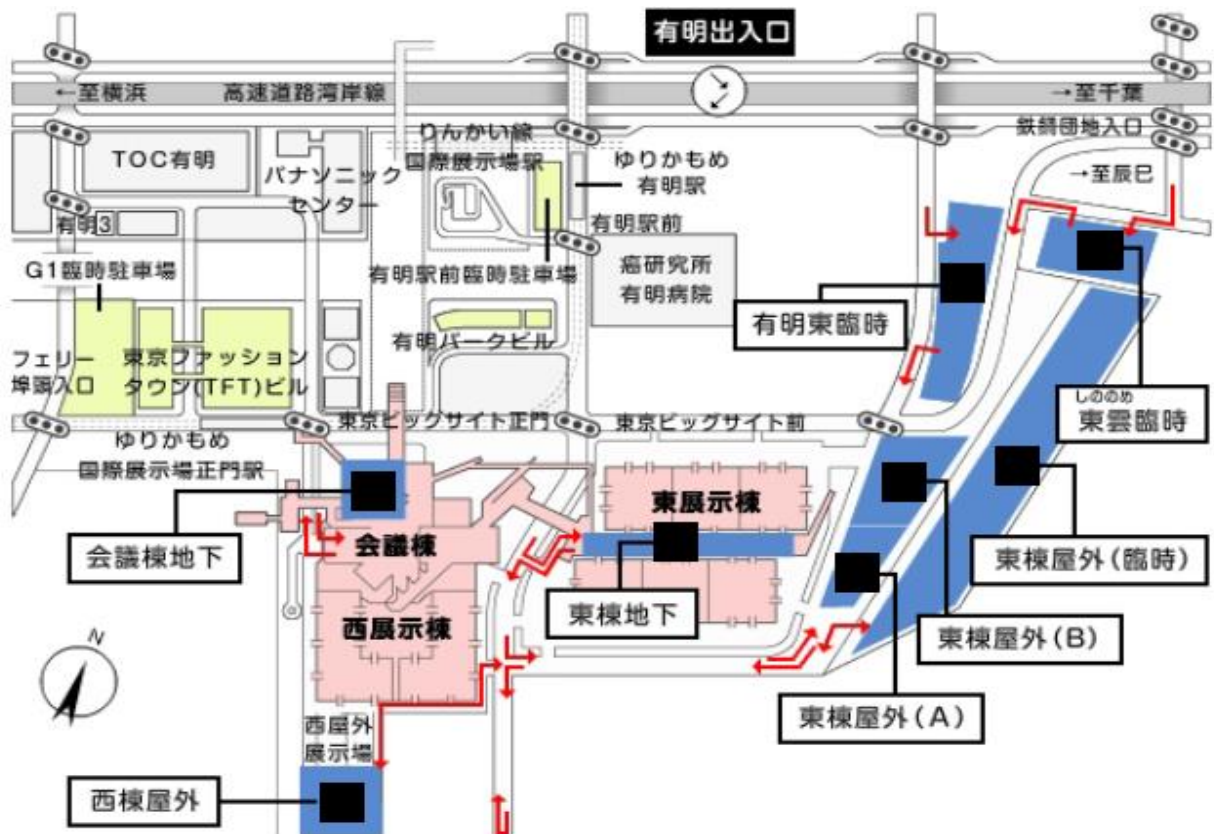 有明出入口
←至横浜
高速道路湾岸線
→至千葉
鉄鋼団地入口
TOC有明
パナソニック
センター
りんかい線
国際展示場駅
ゆりかもめ
有明駅
→至辰巳
有明3
有明駅前
G1臨時駐車場
有明駅前臨時駐車場
癌研究所
有明病院
有明東臨時
フェリー
埠頭入口
東京ファッション
タウン(TFT)ビル
有明パークビル
しののめ
東雲臨時
東京ビッグサイト正門
東京ビッグサイト前
ゆりかもめ
国際展示場正門駅
東展示棟
会議棟地下
会議棟
東棟屋外(臨時)
東棟地下
西展示棟
東棟屋外(B)
N
東棟屋外(A)
西屋外
展示場
西棟屋外